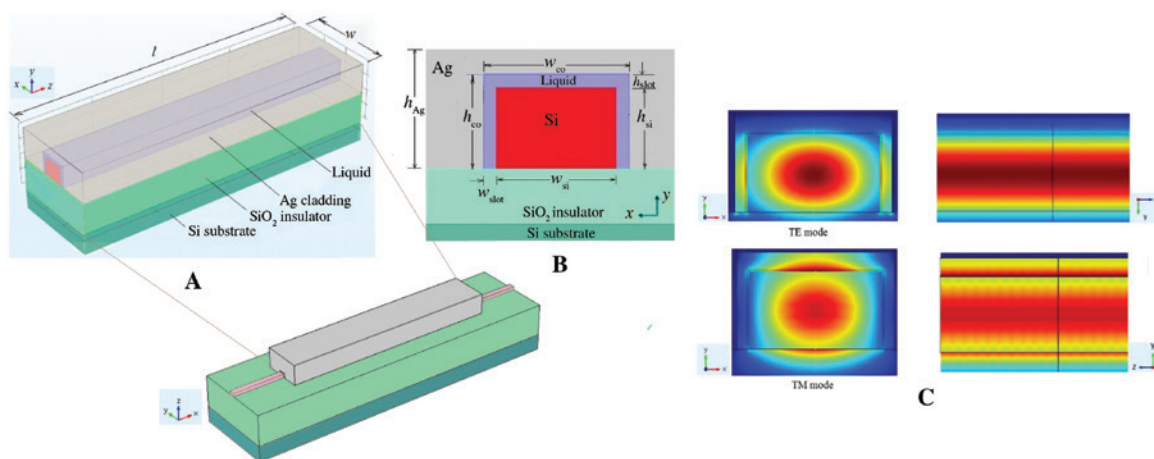 l
w
y
x
z
Liquid
Ag cladding
SiO2 insulator
Si substrate
A
Ag
wco
Liquid
hslot
hAg
hco
Si
hsi
wslot
wsi
y
x
SiO2 insulator
Si substrate
B
z
y
x
y
x
TE mode
Y
y
x
TM mode
y
z
C